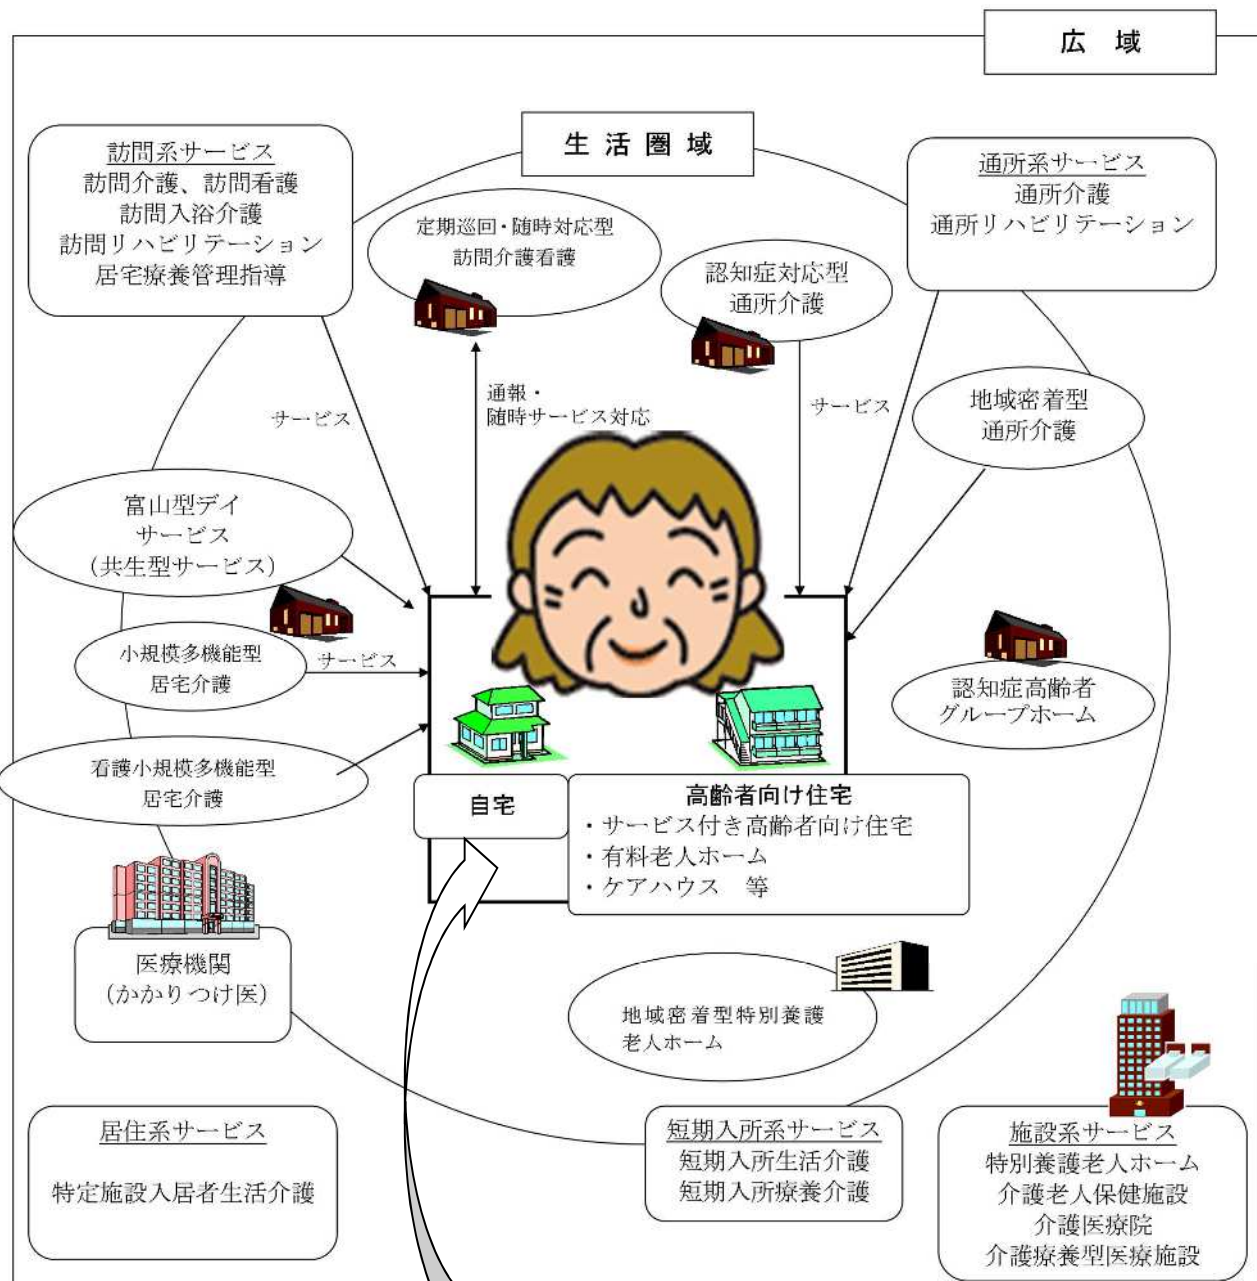 広 域
生 活 圏 域
訪問系サービス
訪問介護、訪問看護
訪問入浴介護
訪問リハビリテーション
居宅療養管理指導
定期巡回・随時対応型
訪問介護看護
認知症対応型
通所介護
通所系サービス
通所介護
通所リハビリテーション
サービス
通報・
随時サービス対応
サービス
地域密着型
通所介護
富山型デイ
サービス
(共生型サービス)
小規模多機能型
居宅介護
サービス
認知症高齢者
グループホーム
看護小規模多機能型
居宅介護
自宅
高齢者向け住宅
・サービス付き高齢者向け住宅
・有料老人ホーム
・ケアハウス 等
医療機関
(かかりつけ医)
地域密着型特別養護
老人ホーム
居住系サービス
特定施設入居者生活介護
短期入所系サービス
短期入所生活介護
短期入所療養介護
施設系サービス
特別養護老人ホーム
介護老人保健施設
介護医療院
介護療養型医療施設